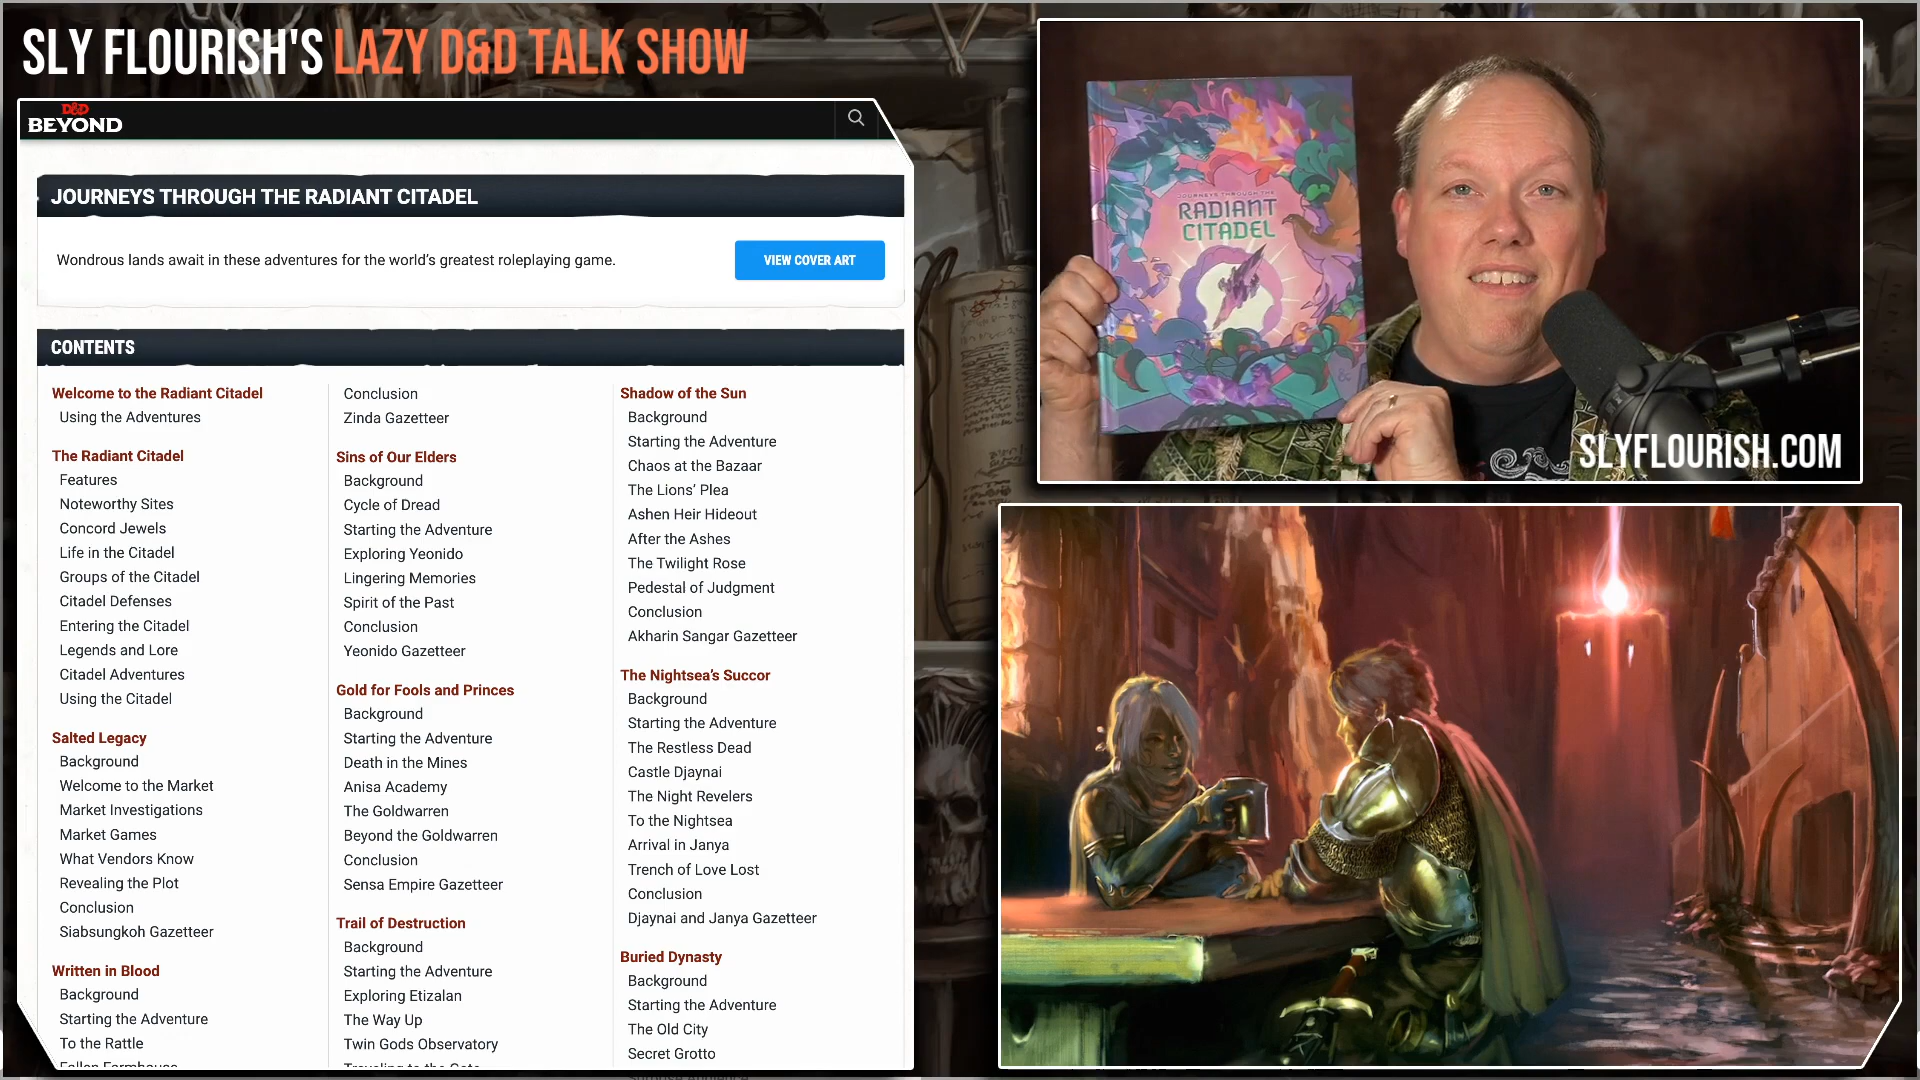 SLY FLOURISH'S LAZY D&D TALK SHOW
D&D
BEYOND
JOURNEYS THROUGH THE RADIANT CITADEL
Wondrous lands await in these adventures for the world's greatest roleplaying game.
VIEW COVER ART
CONTENTS
Welcome to the Radiant Citadel
Using the Adventures
The Radiant Citadel
Features
Noteworthy Sites
Concord Jewels
Life in the Citadel
Groups of the Citadel
Citadel Defenses
Entering the Citadel
Legends and Lore
Citadel Adventures
Using the Citadel
Salted Legacy
Background
Welcome to the Market
Market Investigations
Market Games
What Vendors Know
Revealing the Plot
Conclusion
Siabsungkoh Gazetteer
Written in Blood
Background
Starting the Adventure
To the Rattle
Fallen Farmhouse
Conclusion
Zinda Gazetteer
Sins of Our Elders
Background
Cycle of Dread
Starting the Adventure
Exploring Yeonido
Lingering Memories
Spirit of the Past
Conclusion
Yeonido Gazetteer
Gold for Fools and Princes
Background
Starting the Adventure
Death in the Mines
Anisa Academy
The Goldwarren
Beyond the Goldwarren
Conclusion
Sensa Empire Gazetteer
Trail of Destruction
Background
Starting the Adventure
Exploring Etizalan
The Way Up
Twin Gods Observatory
Traveling to the Gate
Shadow of the Sun
Background
Starting the Adventure
Chaos at the Bazaar
The Lions' Plea
Ashen Heir Hideout
After the Ashes
The Twilight Rose
Pedestal of Judgment
Conclusion
Akharin Sangar Gazetteer
The Nightsea's Succor
Background
Starting the Adventure
The Restless Dead
Castle Djaynai
The Night Revelers
To the Nightsea
Arrival in Janya
Trench of Love Lost
Conclusion
Djaynai and Janya Gazetteer
Buried Dynasty
Background
Starting the Adventure
The Old City
Secret Grotto
JOURNEYS THROUGH THE
RADIANT
CITADEL
SLYFLOURISH.COM